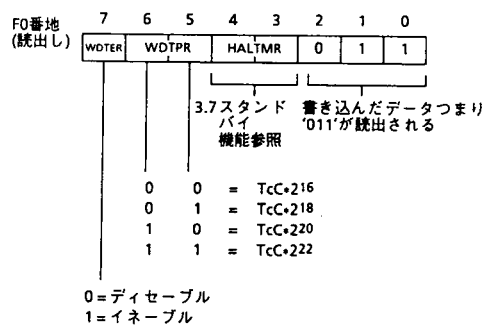 F0番地 7 6 5 4 3 2 1 0
(読出し) WDTER WDTPR HALTMR 0 1 1
3.7スタンド 書き込んだデータつまり
バイ '011'が読出される
機能参照
0 0 = TcC•2¹⁶
0 1 = TcC•2¹⁸
1 0 = TcC•2²⁰
1 1 = TcC•2²²
0=ディセーブル
1=イネーブル